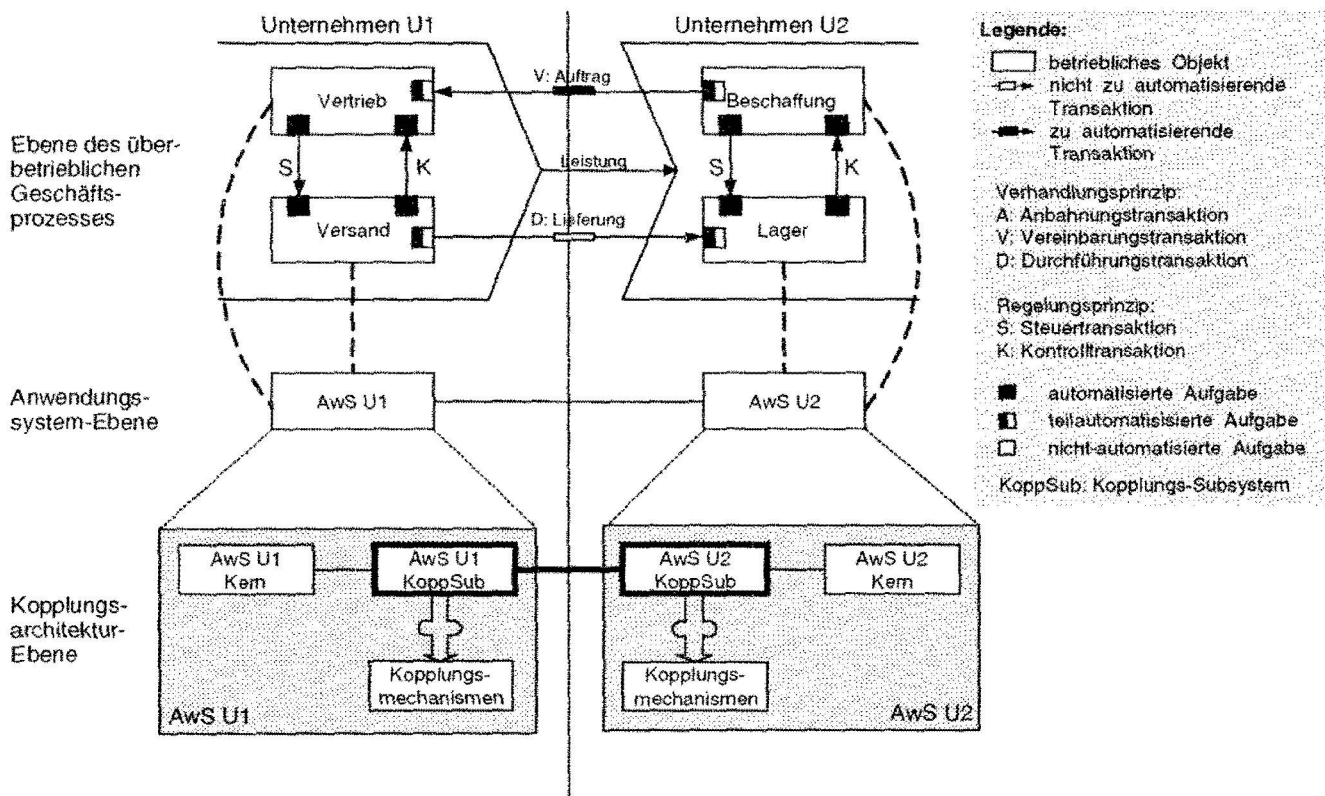 Unternehmen U1
Unternehmen U2
V: Auftrag
Vertrieb
Beschaffung
Ebene des über-
betrieblichen
Geschäfts-
prozesses
S
K
Leistung
S
K
D: Lieferung
Versand
Lager
Anwendungs-
system-Ebene
AwS U1
AwS U2
AwS U1
Kern
AwS U1
KoppSub
AwS U2
KoppSub
AwS U2
Kern
Kopplungs-
architektur-
Ebene
Kopplungs-
mechanismen
Kopplungs-
mechanismen
AwS U1
AwS U2
Legende:
betriebliches Objekt
nicht zu automatisierende
Transaktion
zu automatisierende
Transaktion
Verhandlungsprinzip:
A: Anbahnungstransaktion
V: Vereinbarungstransaktion
D: Durchführungstransaktion
Regelungsprinzip:
S: Steuertransaktion
K: Kontrolltransaktion
automatisierte Aufgabe
teilautomatisisierte Aufgabe
nicht-automatisierte Aufgabe
KoppSub: Kopplungs-Subsystem